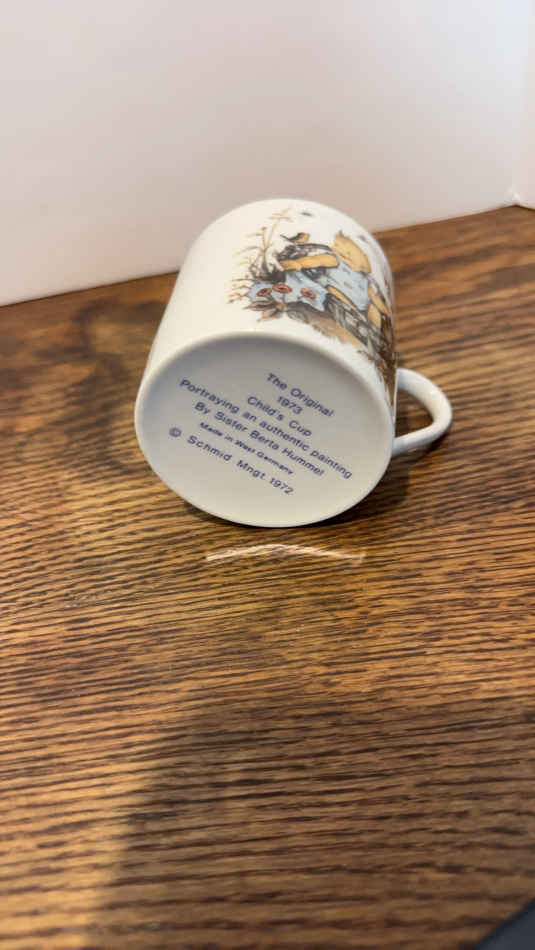 The Original
1973
Child's Cup
Portraying an authentic painting
By Sister Berta Hummel
Made in West Germany
© Schmid Mngt. 1972